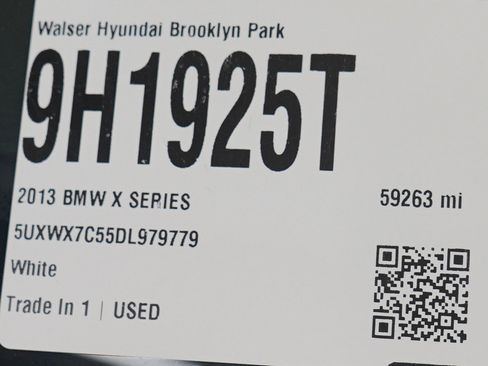 Walser Hyundai Brooklyn Park
9H1925T
2013 BMW X SERIES
59263 mi
5UXWX7C55DL979779
White
Trade In 1 | USED